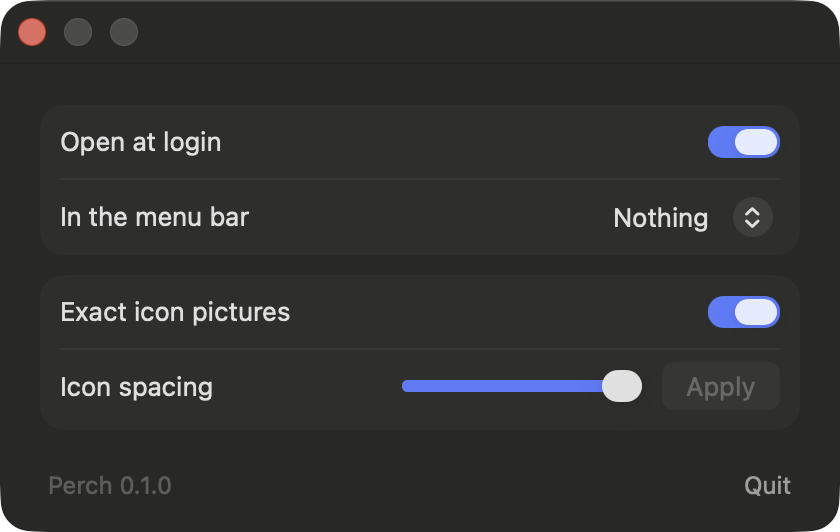 Open at login
In the menu bar Nothing
Exact icon pictures
Icon spacing Apply
Perch 0.1.0 Quit